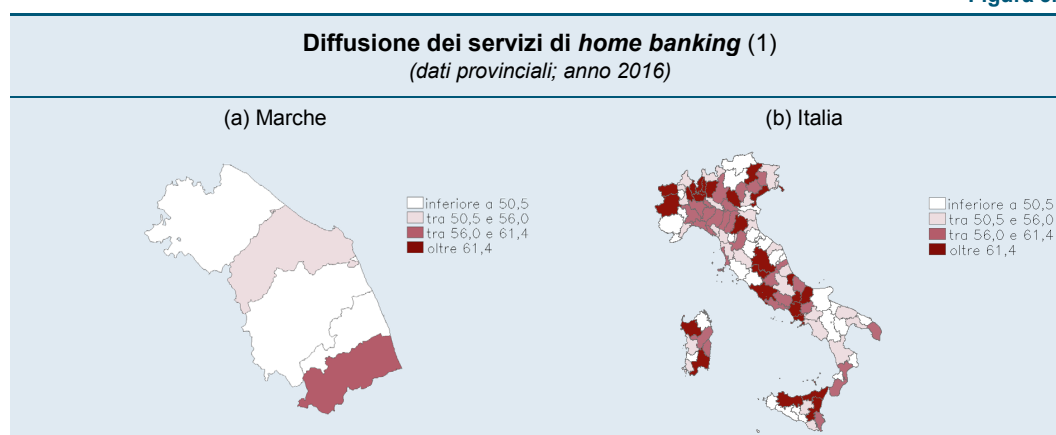 Diffusione dei servizi di home banking (1)
(dati provinciali; anno 2016)
(a) Marche
inferiore a 50,5
tra 50,5 e 56,0
tra 56,0 e 61,4
oltre 61,4
(b) Italia
inferiore a 50,5
tra 50,5 e 56,0
tra 56,0 e 61,4
oltre 61,4